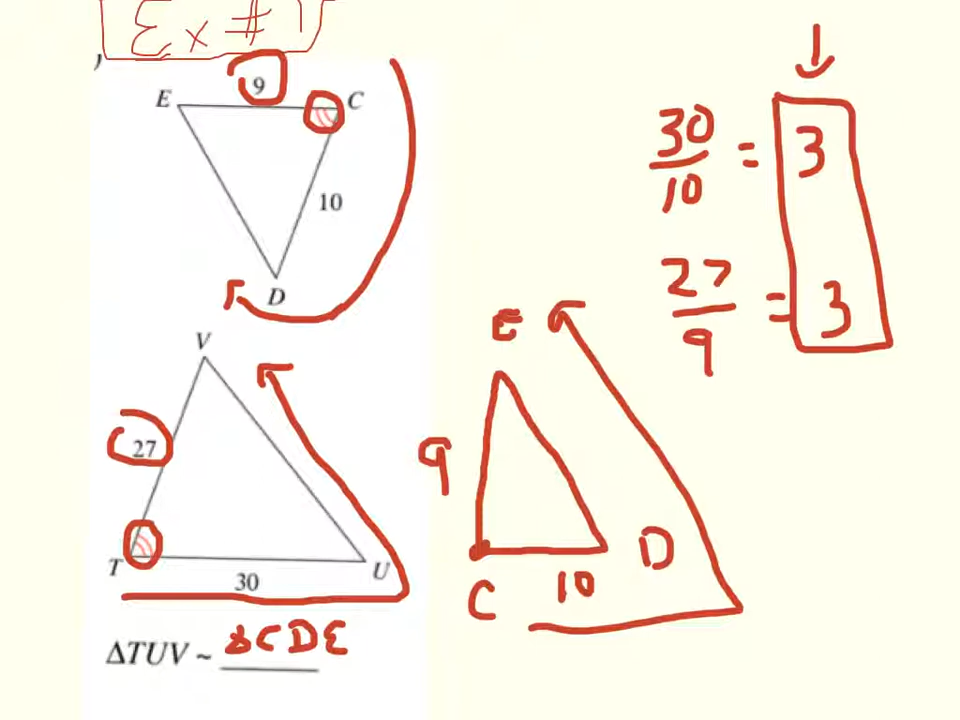 Ex #1
)
9
E C
10
D
30/10 = 3
27/9 = 3
V
27
T U
30
E
9
C 10 D
ΔTUV ~ ΔCDE